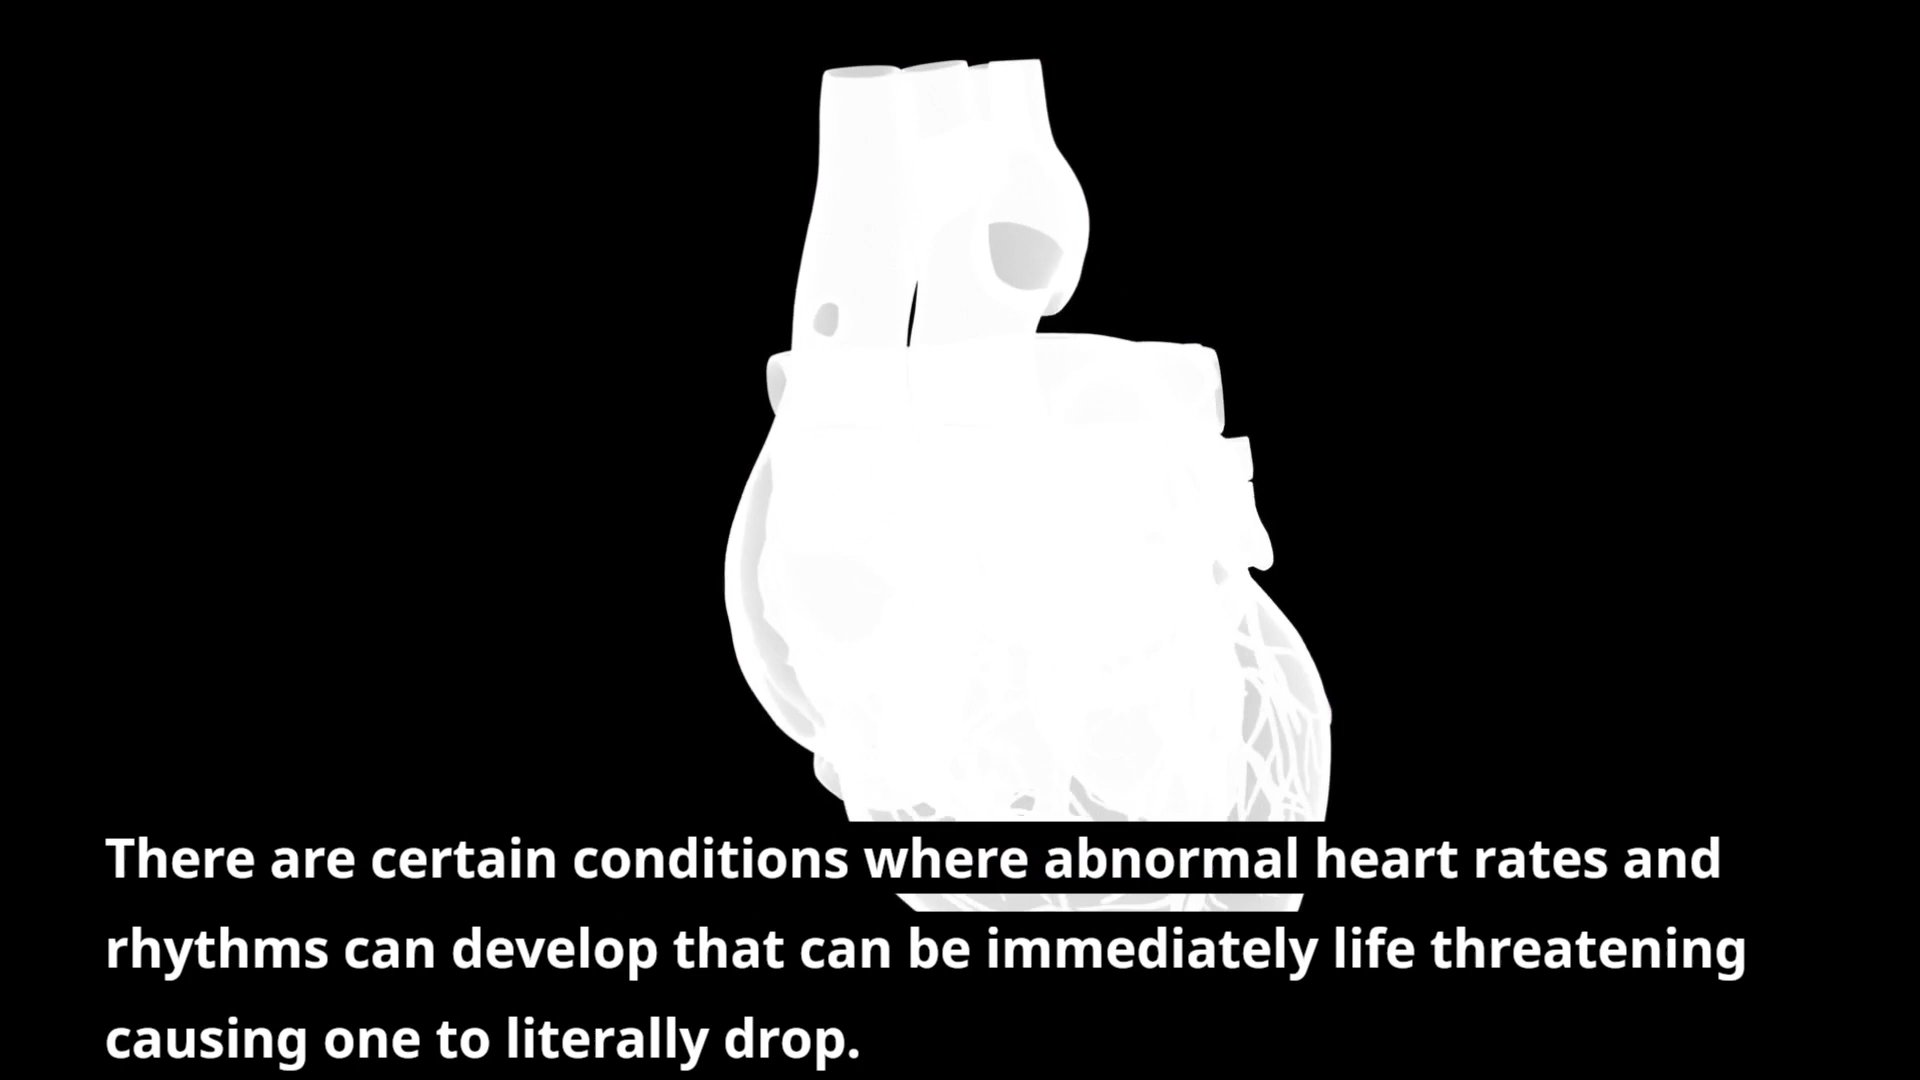 There are certain conditions where abnormal heart rates and
rhythms can develop that can be immediately life threatening
causing one to literally drop.